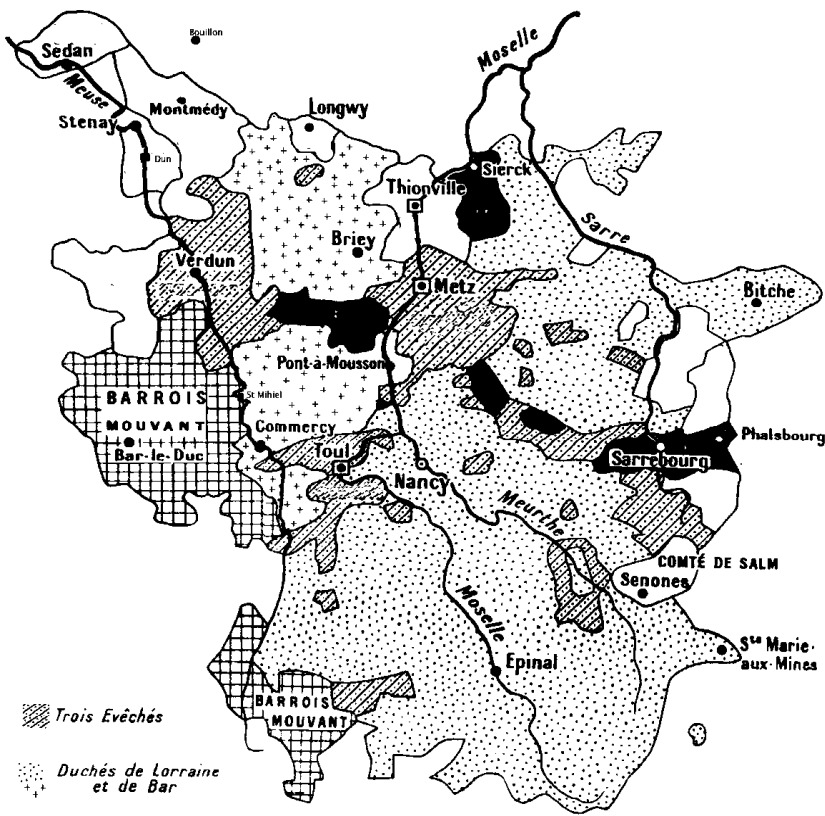 Bouillon
Sedan
Meuse
Montmédy
Stenay
Longwy
Moselle
Dun
Sierck
Thionville
Sarre
Briey
Verdun
Metz
Bitche
Pont-à-Mousson
BARROIS
MOUVANT
Bar-le-Duc
St Mihiel
Commercy
Toul
Nancy
Phalsbourg
Sarrebourg
Meurthe
COMTÉ DE SALM
Senones
Moselle
Epinal
Ste Marie-
aux-Mines
BARROIS
MOUVANT
Trois Evêchés
Duchés de Lorraine
et de Bar